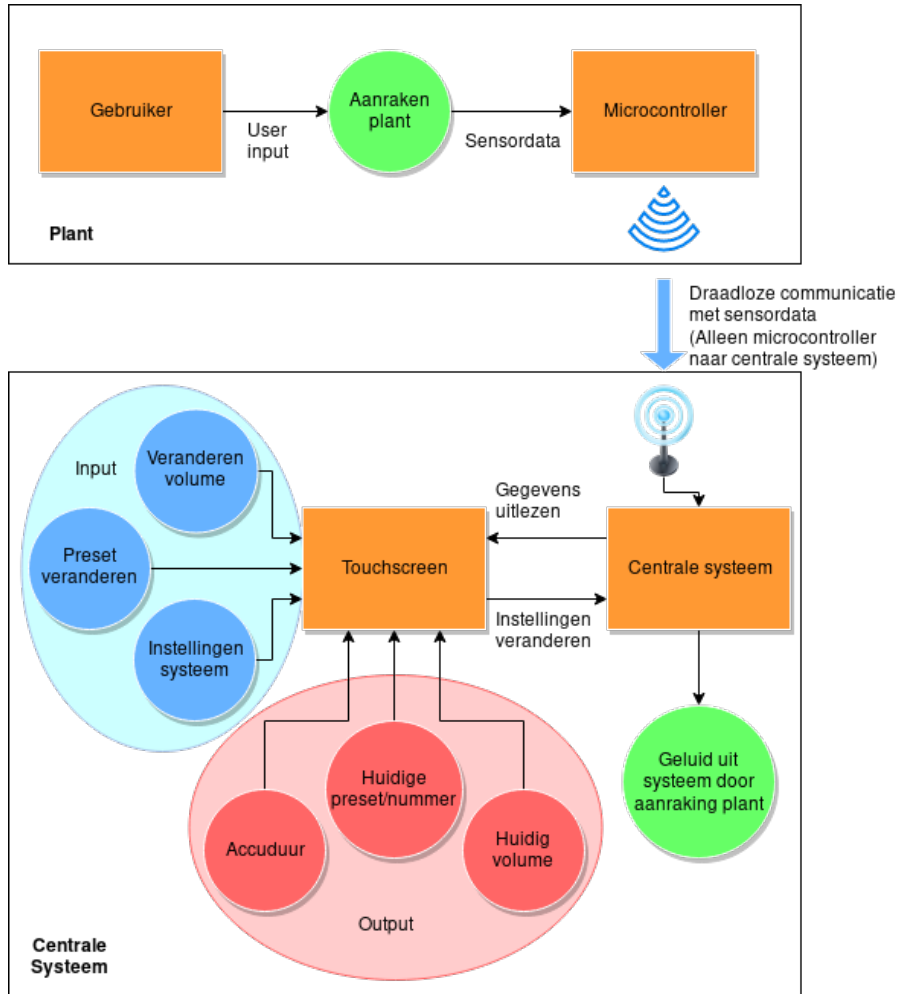 Gebruiker
User
input
Aanraken
plant
Sensordata
Microcontroller
Plant
Draadloze communicatie
met sensordata
(Alleen microcontroller
naar centrale systeem)
Input
Veranderen
volume
Preset
veranderen
Instellingen
systeem
Touchscreen
Gegevens
uitlezen
Instellingen
veranderen
Centrale systeem
Geluid uit
systeem door
aanraking plant
Accuduur
Huidige
preset/nummer
Huidig
volume
Output
Centrale
Systeem